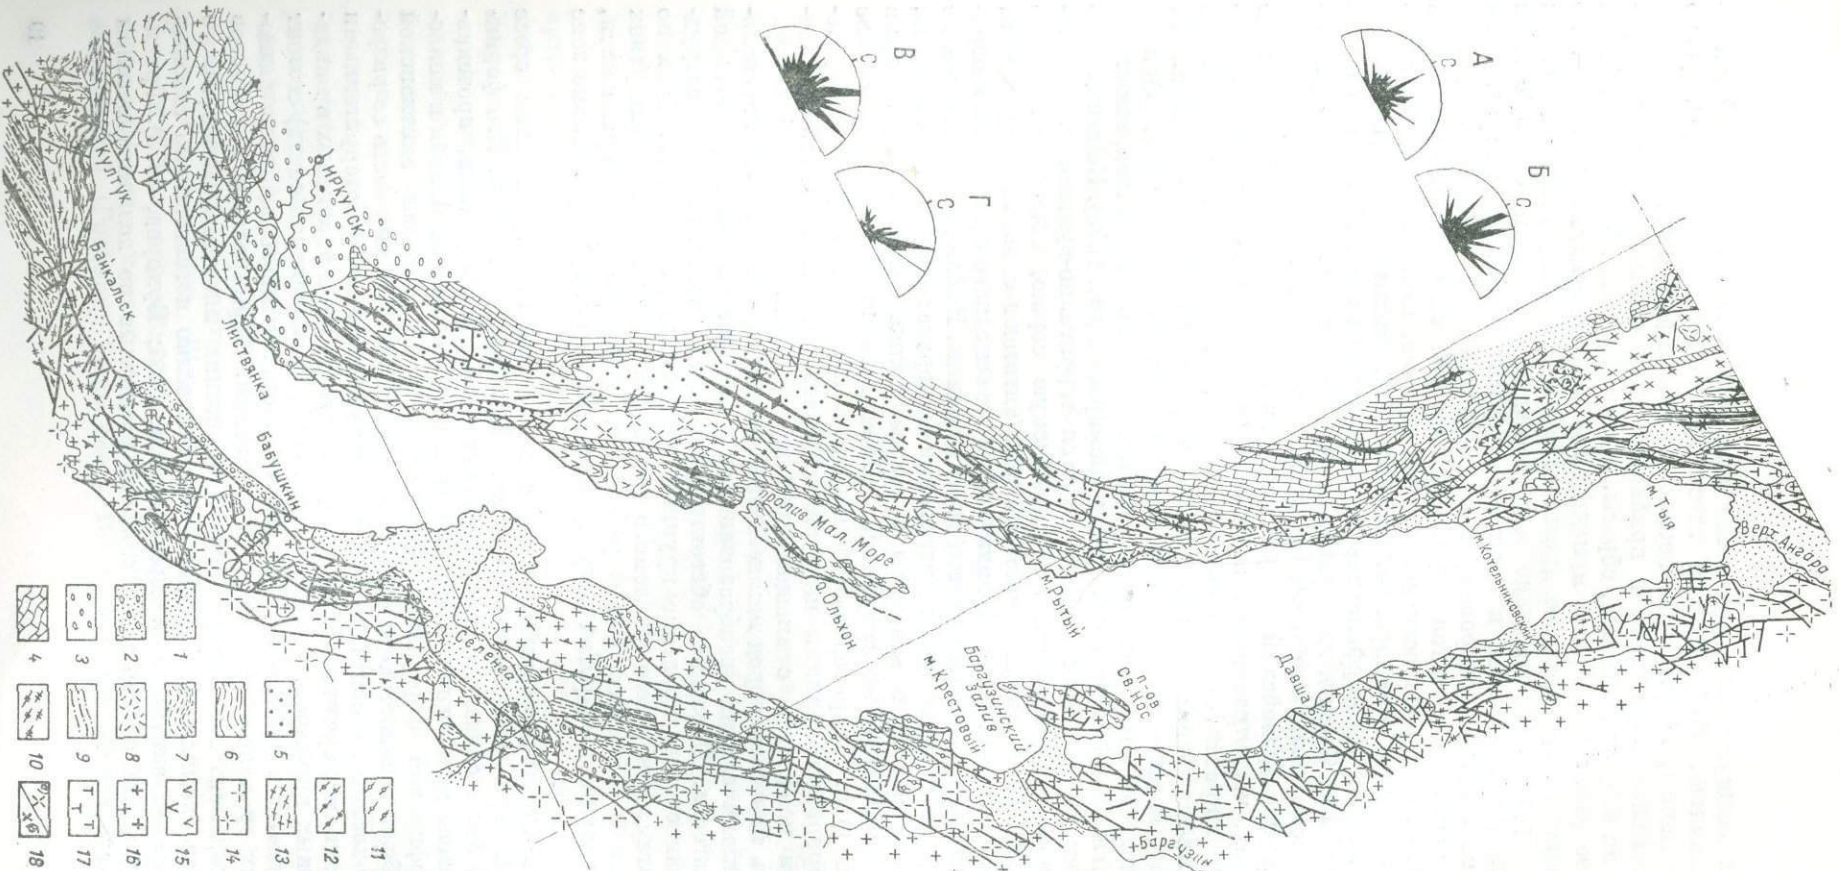 А
С
Б
С
В
С
Г
С
ИРКУТСК
Култук
Байкальск
Листвянка
Бабушкин
Селенга
пролив Мал. Море
о.Ольхон
м.Рытый
м.Котельниковский
м.Тыя
Верх. Ангара
Давша
п-ов
Св.Нос
Баргузинский
залив
м.Крестовый
Баргузин
1
2
3
4
5
6
7
8
9
10
11
12
13
14
15
16
17
18